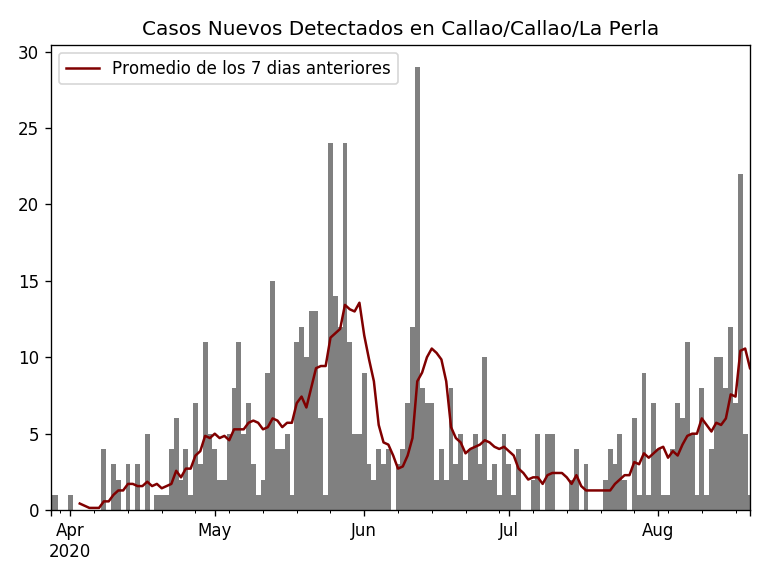 Casos Nuevos Detectados en Callao/Callao/La Perla
Promedio de los 7 dias anteriores
30
25
20
15
10
5
0
Apr May Jun Jul Aug
2020